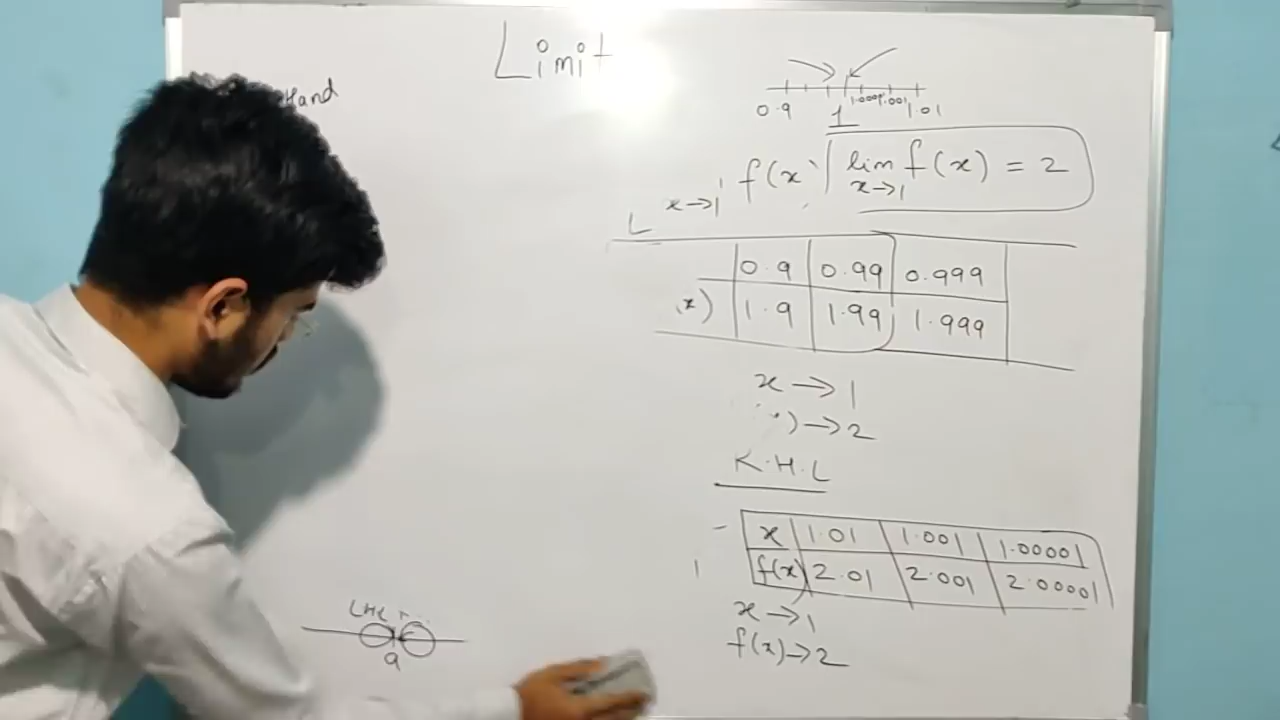 Limit
Hand
0.9 1 1.0001 1.001 1.01
x→1 f(x) lim x→1 f(x) = 2
L
0.9 0.99 0.999
x) 1.9 1.99 1.999
x → 1
) → 2
R.H.L
x 1.01 1.001 1.00001
f(x) 2.01 2.001 2.00001
x → 1
f(x) → 2
LHL
a